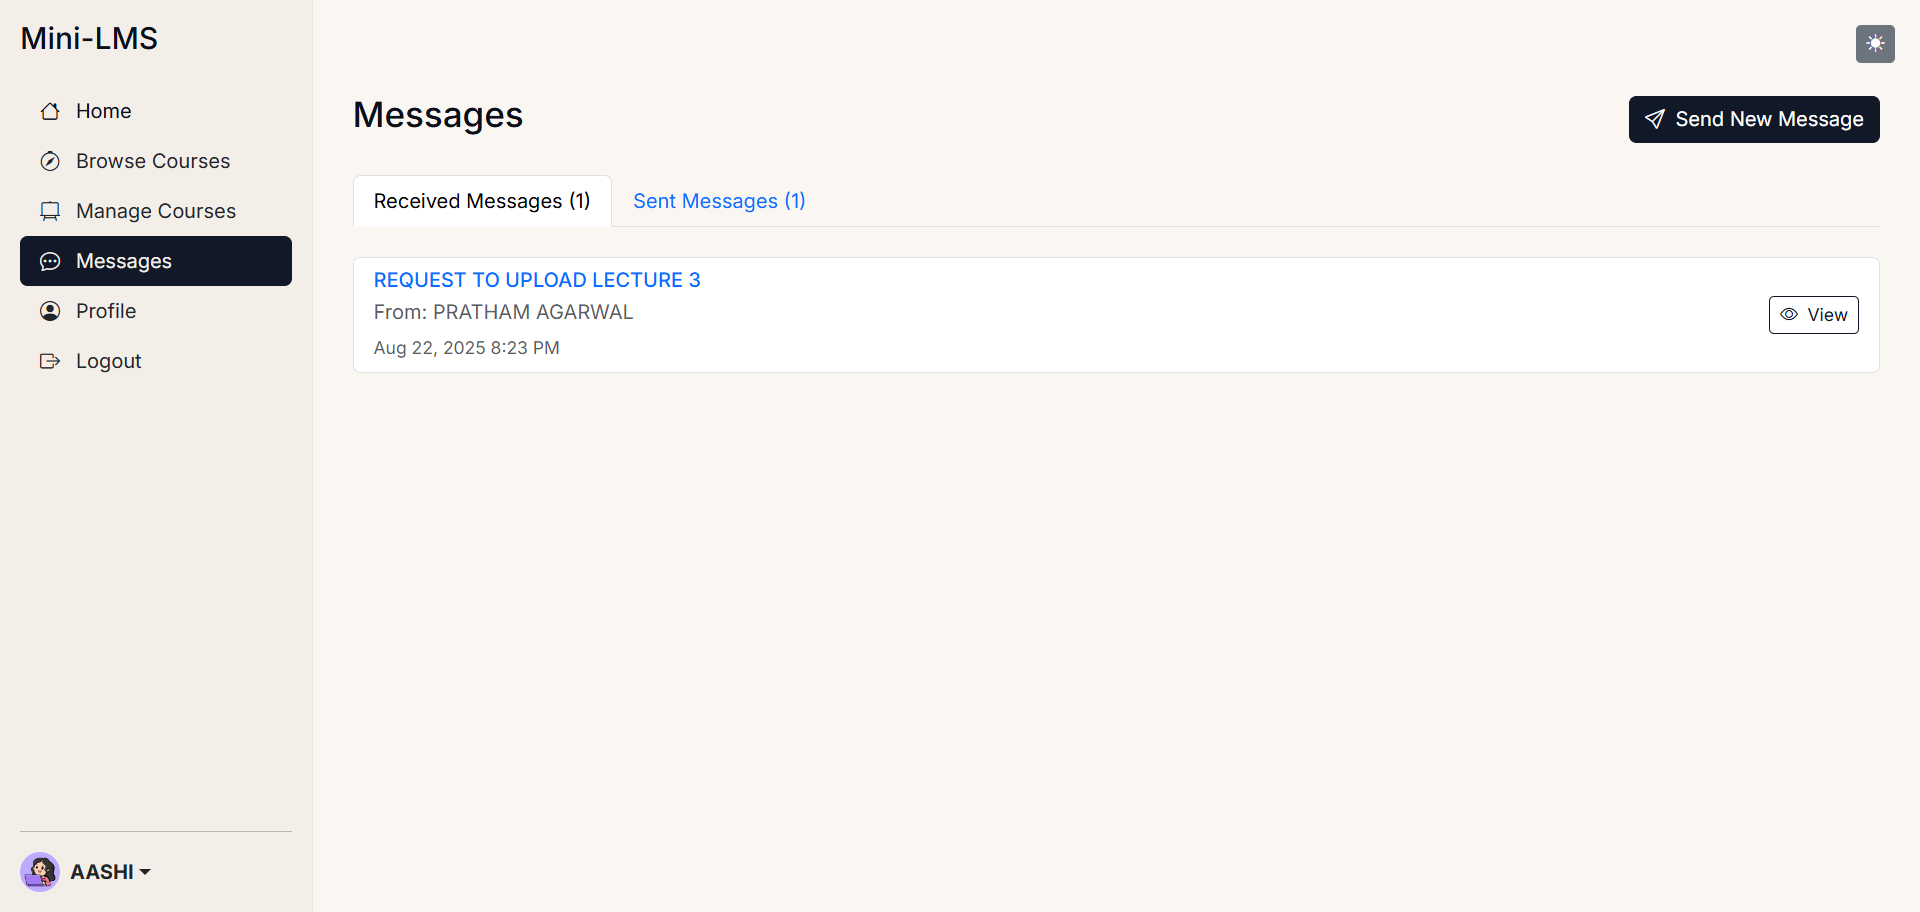 Mini-LMS
Home
Browse Courses
Manage Courses
Messages
Profile
Logout
AASHI
Messages
Send New Message
Received Messages (1)
Sent Messages (1)
REQUEST TO UPLOAD LECTURE 3
From: PRATHAM AGARWAL
Aug 22, 2025 8:23 PM
View